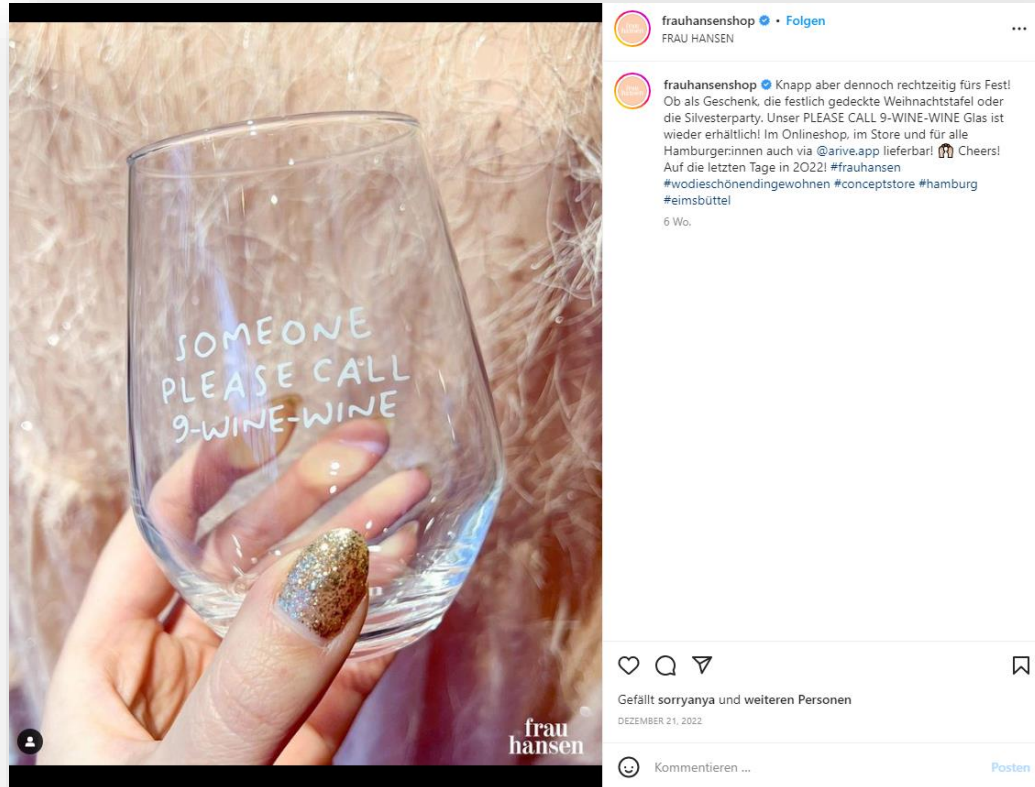 SOMEONE
PLEASE CALL
9-WINE-WINE
frau
hansen
frauhansenshop • Folgen
FRAU HANSEN
frauhansenshop Knapp aber dennoch rechtzeitig fürs Fest!
Ob als Geschenk, die festlich gedeckte Weihnachtstafel oder
die Silvesterparty. Unser PLEASE CALL 9-WINE-WINE Glas ist
wieder erhältlich! Im Onlineshop, im Store und für alle
Hamburger:innen auch via @arive.app lieferbar! Cheers!
Auf die letzten Tage in 2O22! #frauhansen
#wodieschönendingewohnen #conceptstore #hamburg
#eimsbüttel
6 Wo.
Gefällt sorryanya und weiteren Personen
DEZEMBER 21, 2022
Kommentieren ...
Posten